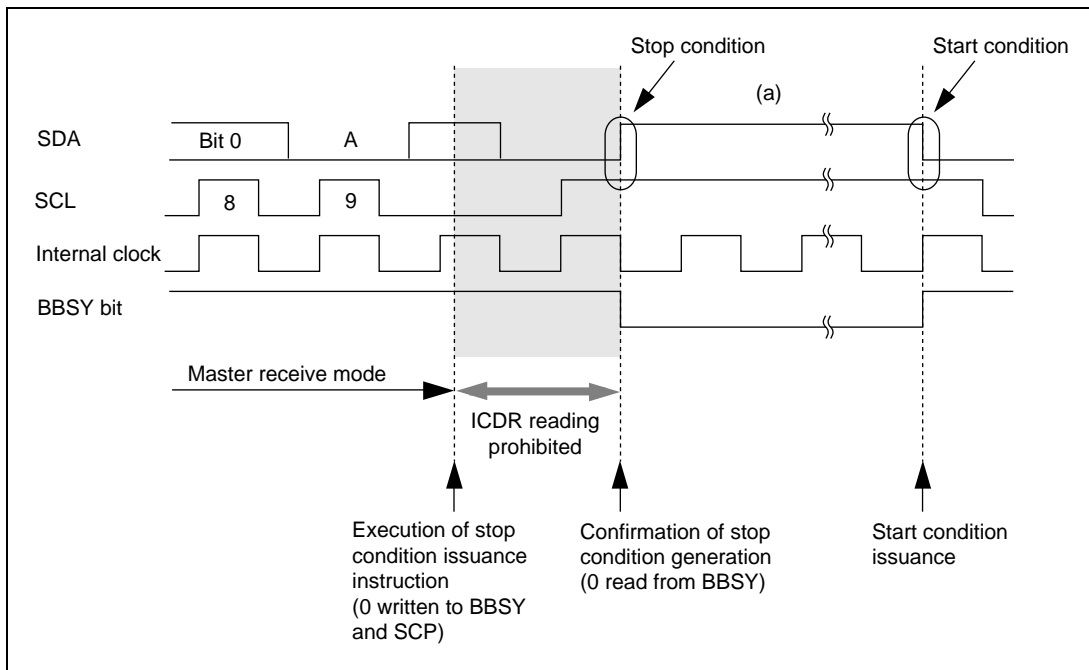 Stop condition
Start condition
(a)
SDA
Bit 0
A
SCL
8
9
Internal clock
BBSY bit
Master receive mode
ICDR reading
prohibited
Execution of stop
condition issuance
instruction
(0 written to BBSY
and SCP)
Confirmation of stop
condition generation
(0 read from BBSY)
Start condition
issuance